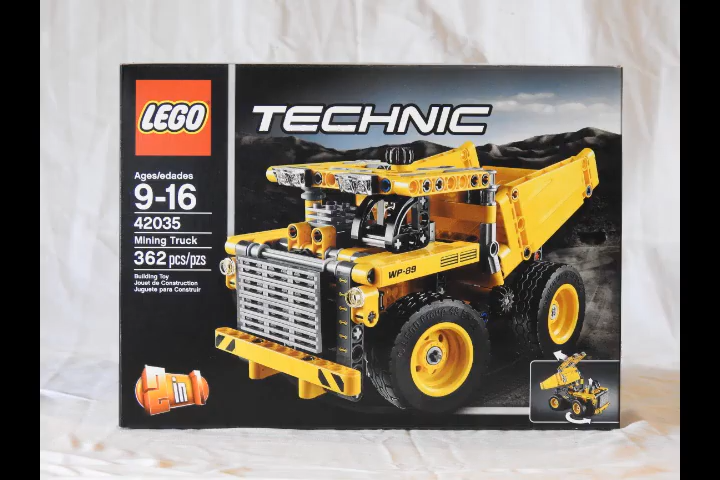 LEGO
TECHNIC
Ages/edades
9-16
42035
Mining Truck
362 pcs/pzs
Building Toy
Jouet de Construction
Juguete para Construir
WP-89
2 in 1